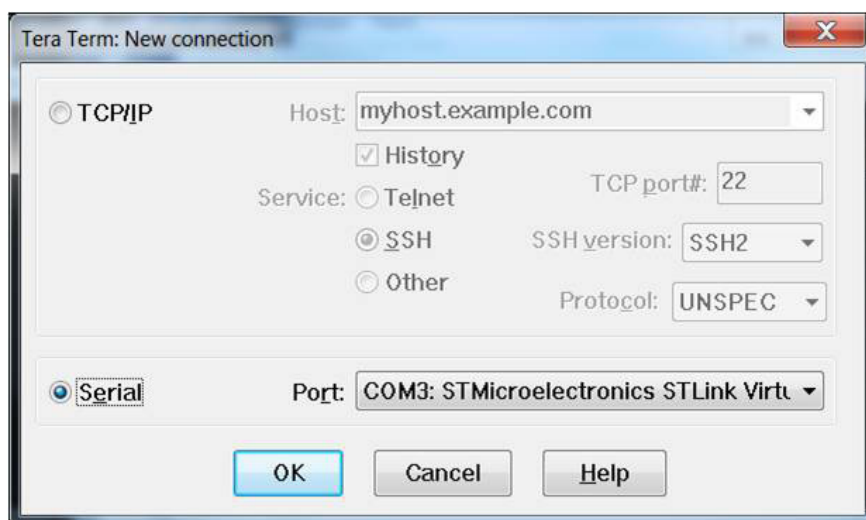 Tera Term: New connection
TCP/IP Host: myhost.example.com
History
Service: Telnet TCP port#: 22
SSH SSH version: SSH2
Other Protocol: UNSPEC
Serial Port: COM3: STMicroelectronics STLink Virtu
OK Cancel Help